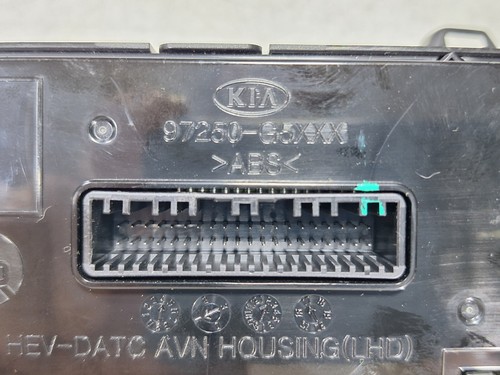 KIA
97250-G5XXX
>ABS<
HEV-DATC AVN HOUSING(LHD)